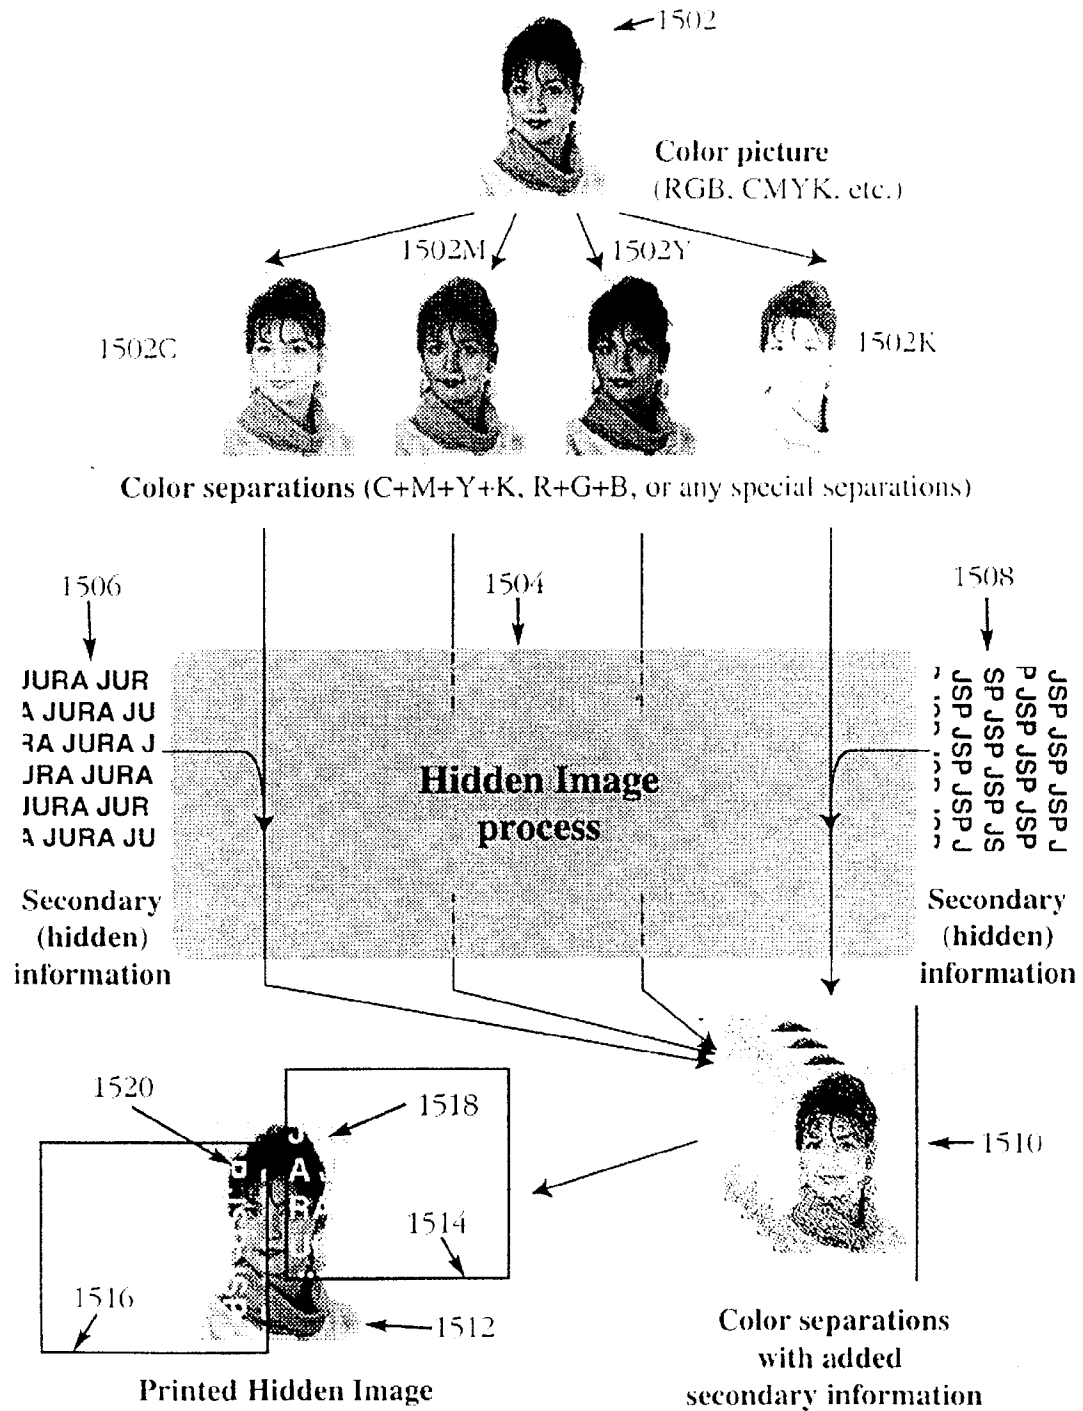 1502
Color picture
(RGB, CMYK, etc.)
1502M
1502Y
1502C
1502K
Color separations (C+M+Y+K, R+G+B, or any special separations)
1506
1504
1508
JURA JUR
A JURA JU
RA JURA J
JRA JURA
JURA JUR
A JURA JU
JSP JSP JSP J
P JSP JSP JSP
SP JSP JSP JS
JSP JSP JSP J
Hidden Image
process
Secondary
(hidden)
information
Secondary
(hidden)
information
1520
1518
1510
1514
1516
1512
Color separations
with added
secondary information
Printed Hidden Image